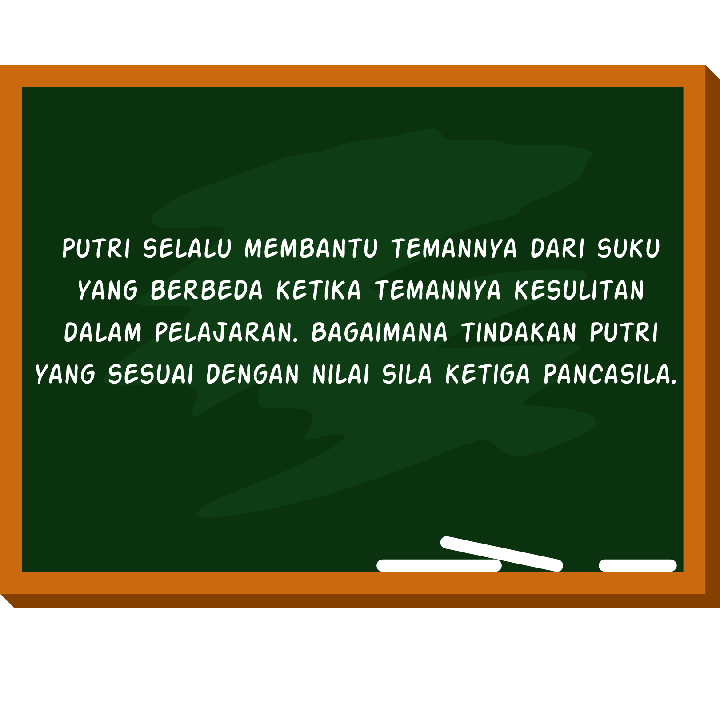 PUTRI SELALU MEMBANTU TEMANNYA DARI SUKU
YANG BERBEDA KETIKA TEMANNYA KESULITAN
DALAM PELAJARAN. BAGAIMANA TINDAKAN PUTRI
YANG SESUAI DENGAN NILAI SILA KETIGA PANCASILA.